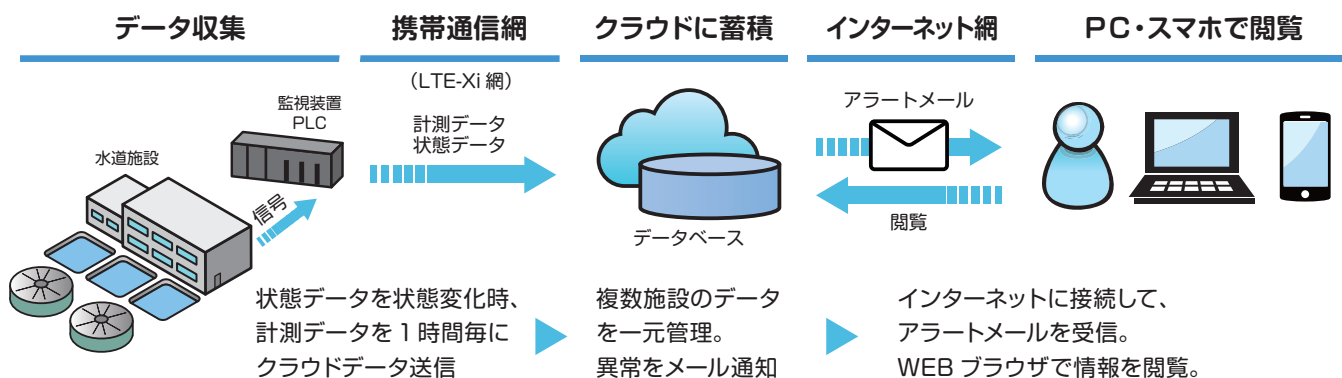 データ収集
携帯通信網
クラウドに蓄積
インターネット網
PC・スマホで閲覧
（LTE-Xi 網）
監視装置
PLC
水道施設
信号
計測データ
状態データ
データベース
アラートメール
閲覧
状態データを状態変化時、
計測データを 1 時間毎に
クラウドデータ送信
複数施設のデータ
を一元管理。
異常をメール通知
インターネットに接続して、
アラートメールを受信。
WEB ブラウザで情報を閲覧。